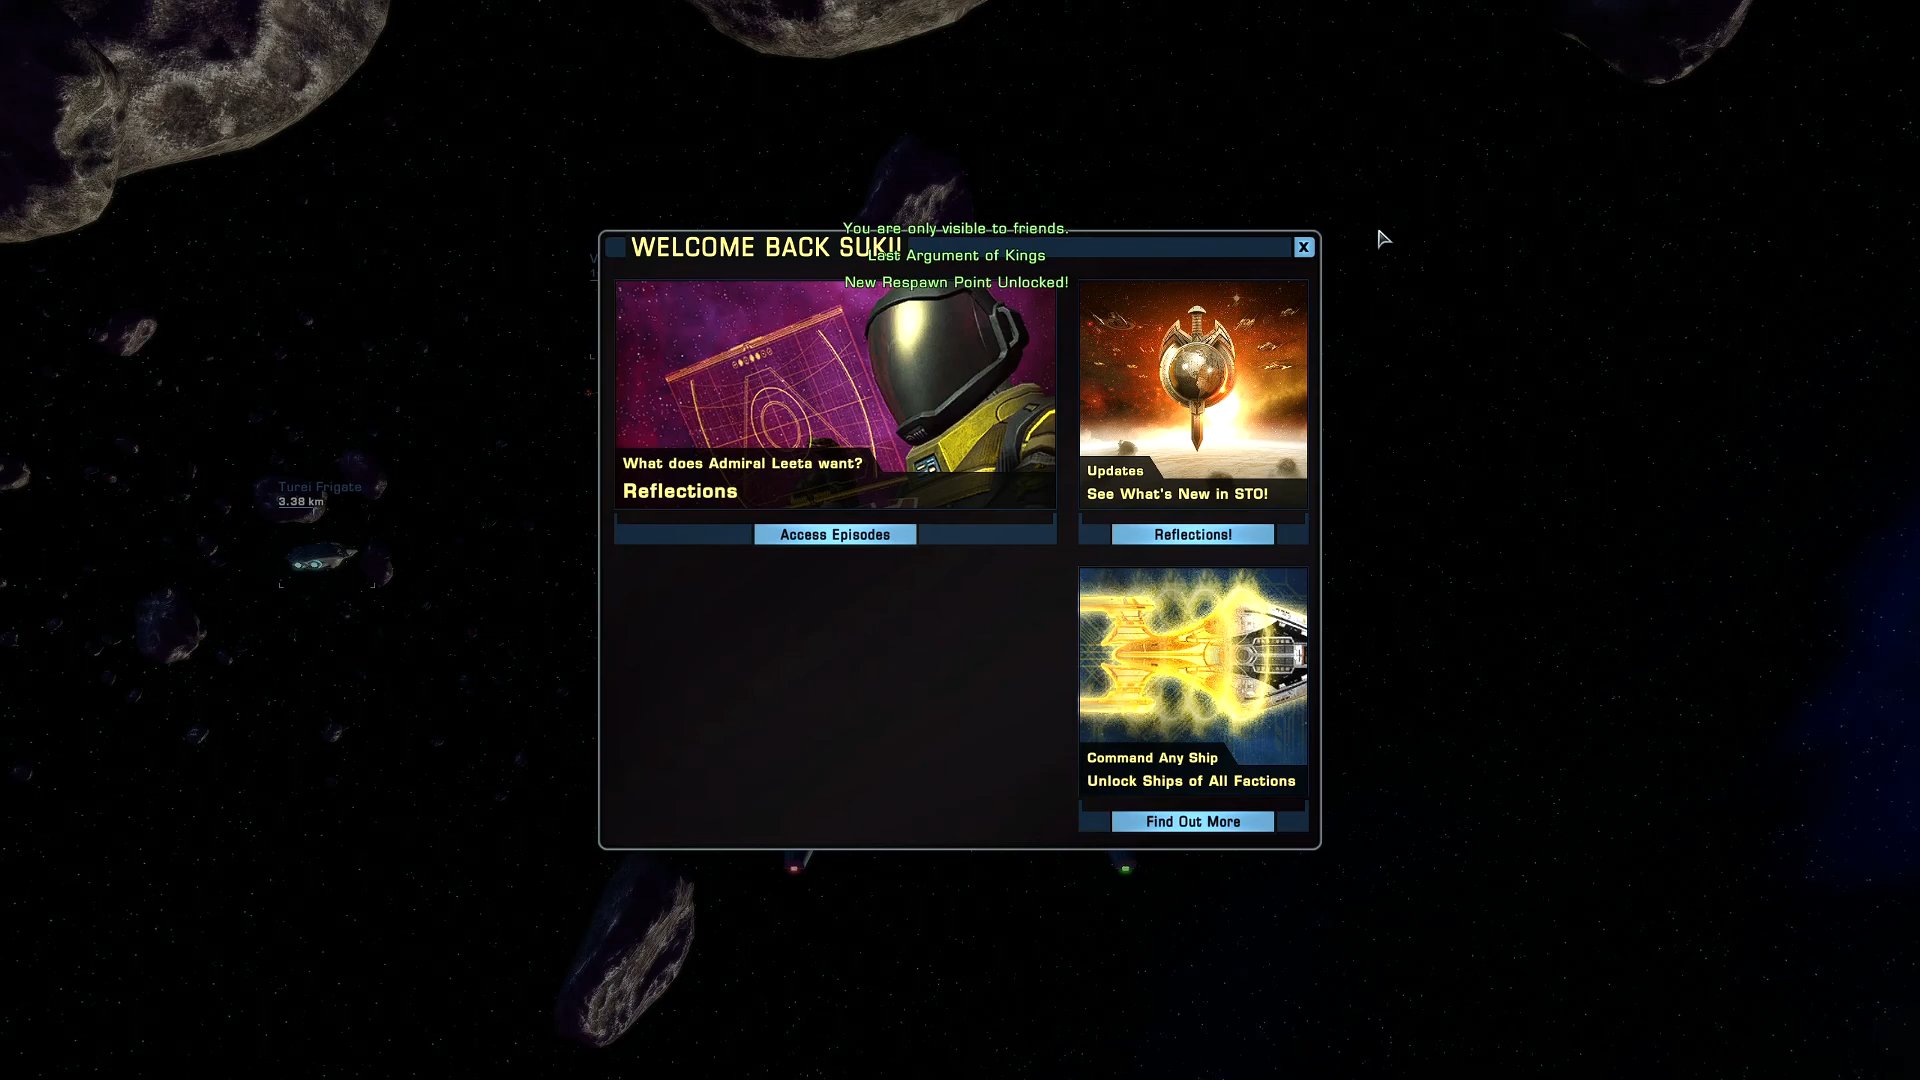 You are only visible to friends.
WELCOME BACK SUKI!
X
Last Argument of Kings
New Respawn Point Unlocked!
What does Admiral Leeta want?
Reflections
Access Episodes
Updates
See What's New in STO!
Reflections!
Turei Frigate
3.38 km
Command Any Ship
Unlock Ships of All Factions
Find Out More